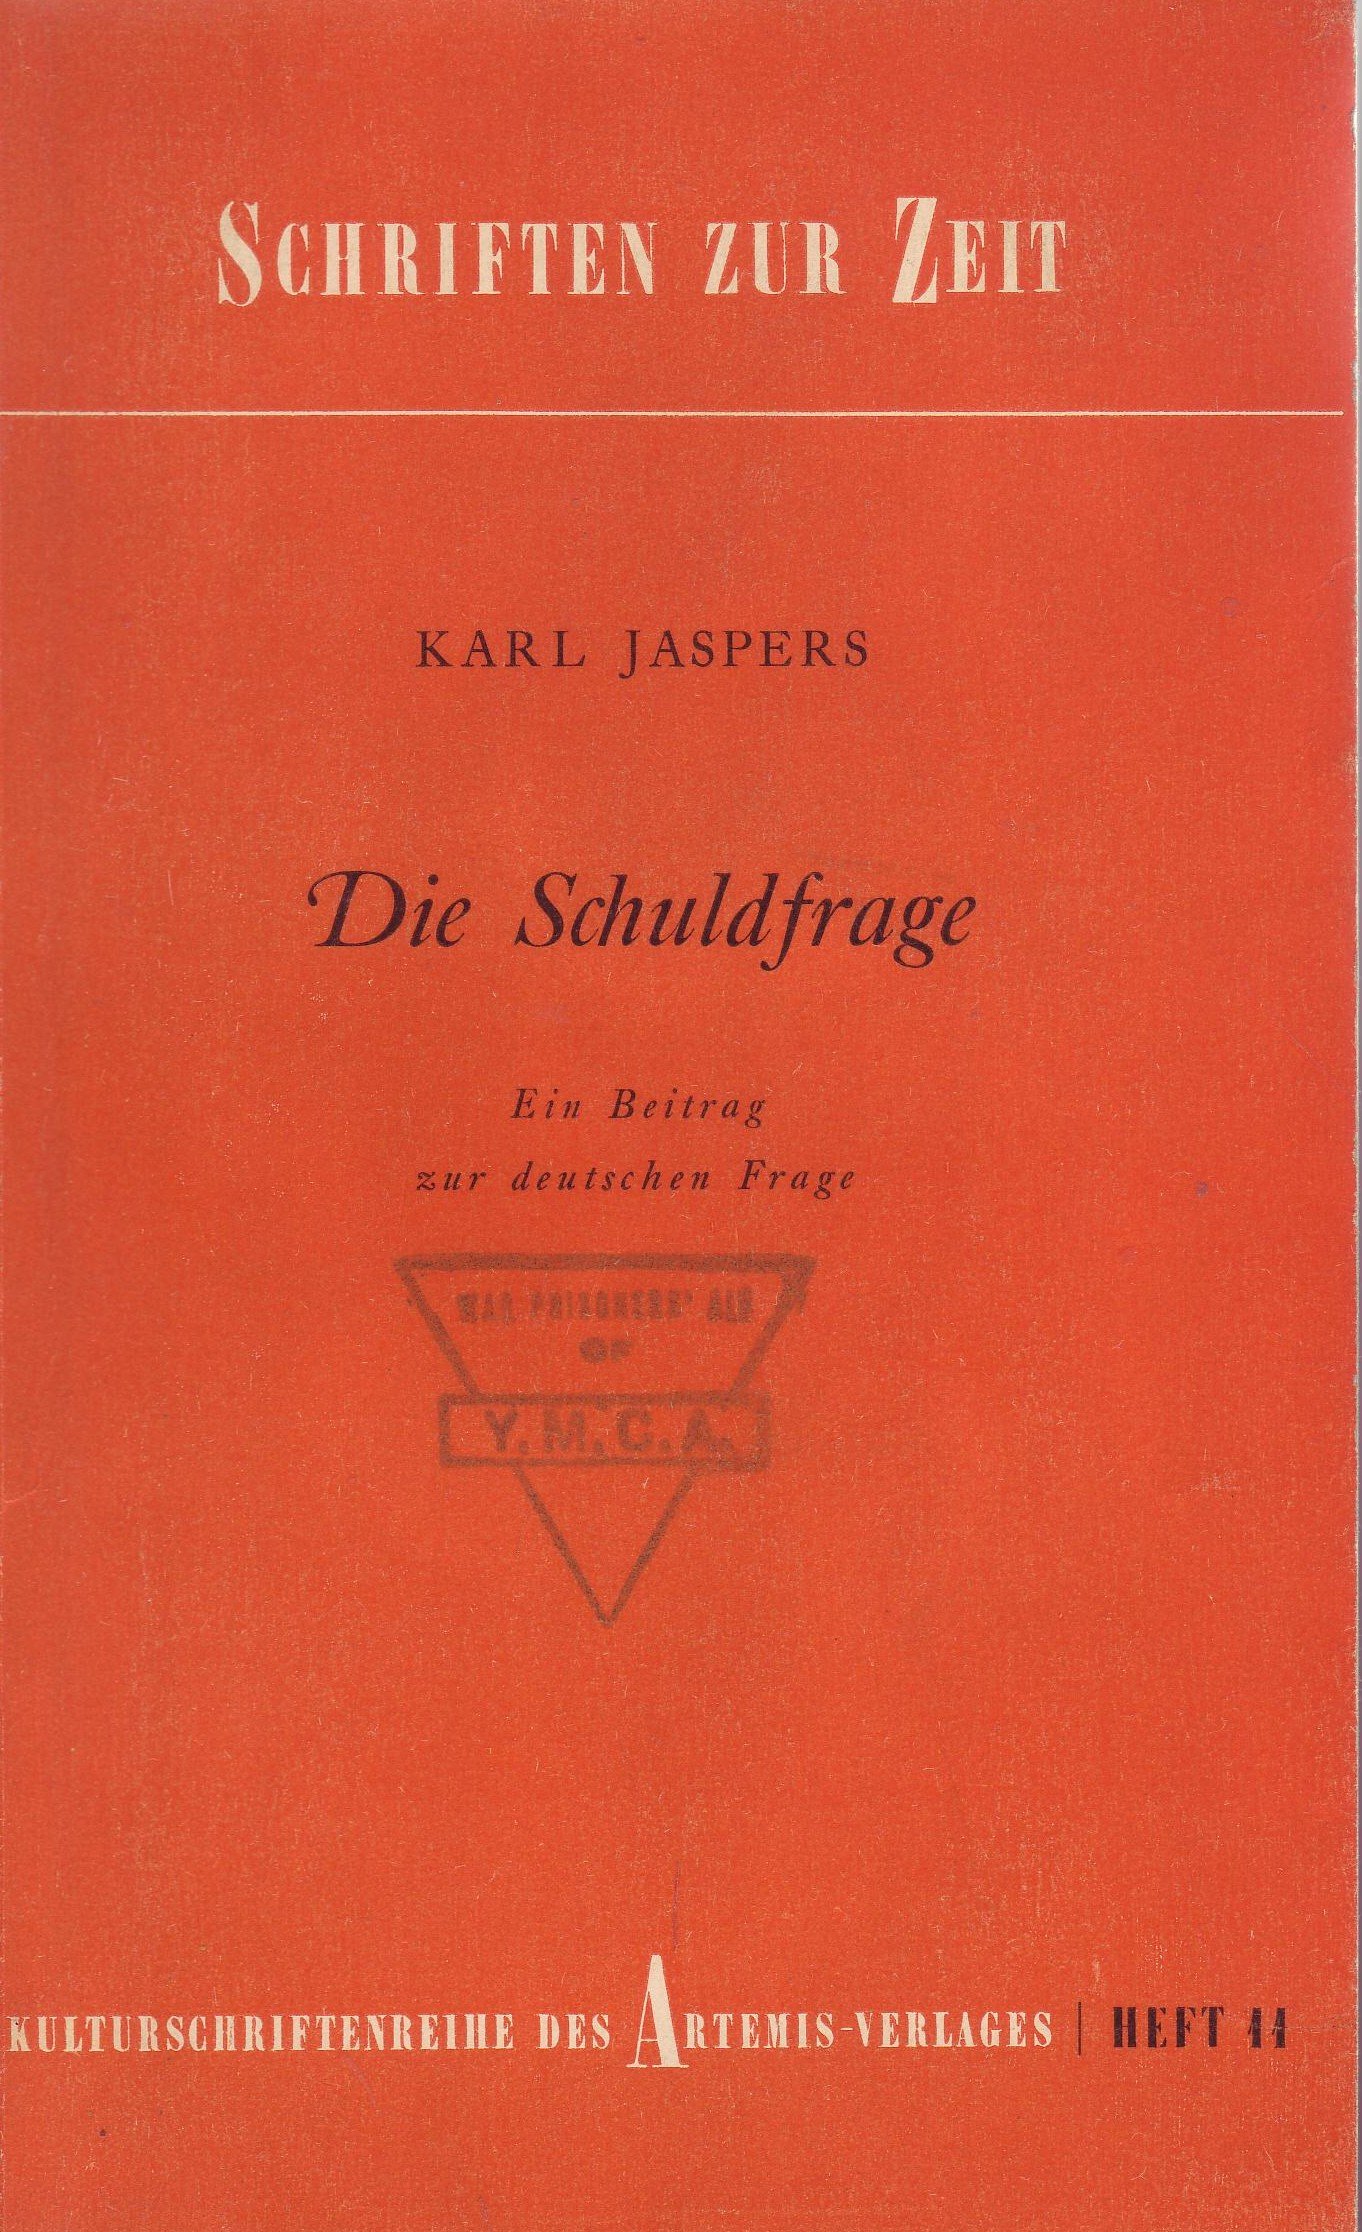 SCHRIFTEN ZUR ZEIT
KARL JASPERS
Die Schuldfrage
Ein Beitrag
zur deutschen Frage
WAR PRISONERS' AID
OF
Y.M.C.A.
KULTURSCHRIFTENREIHE DES ARTEMIS-VERLAGES | HEFT 11